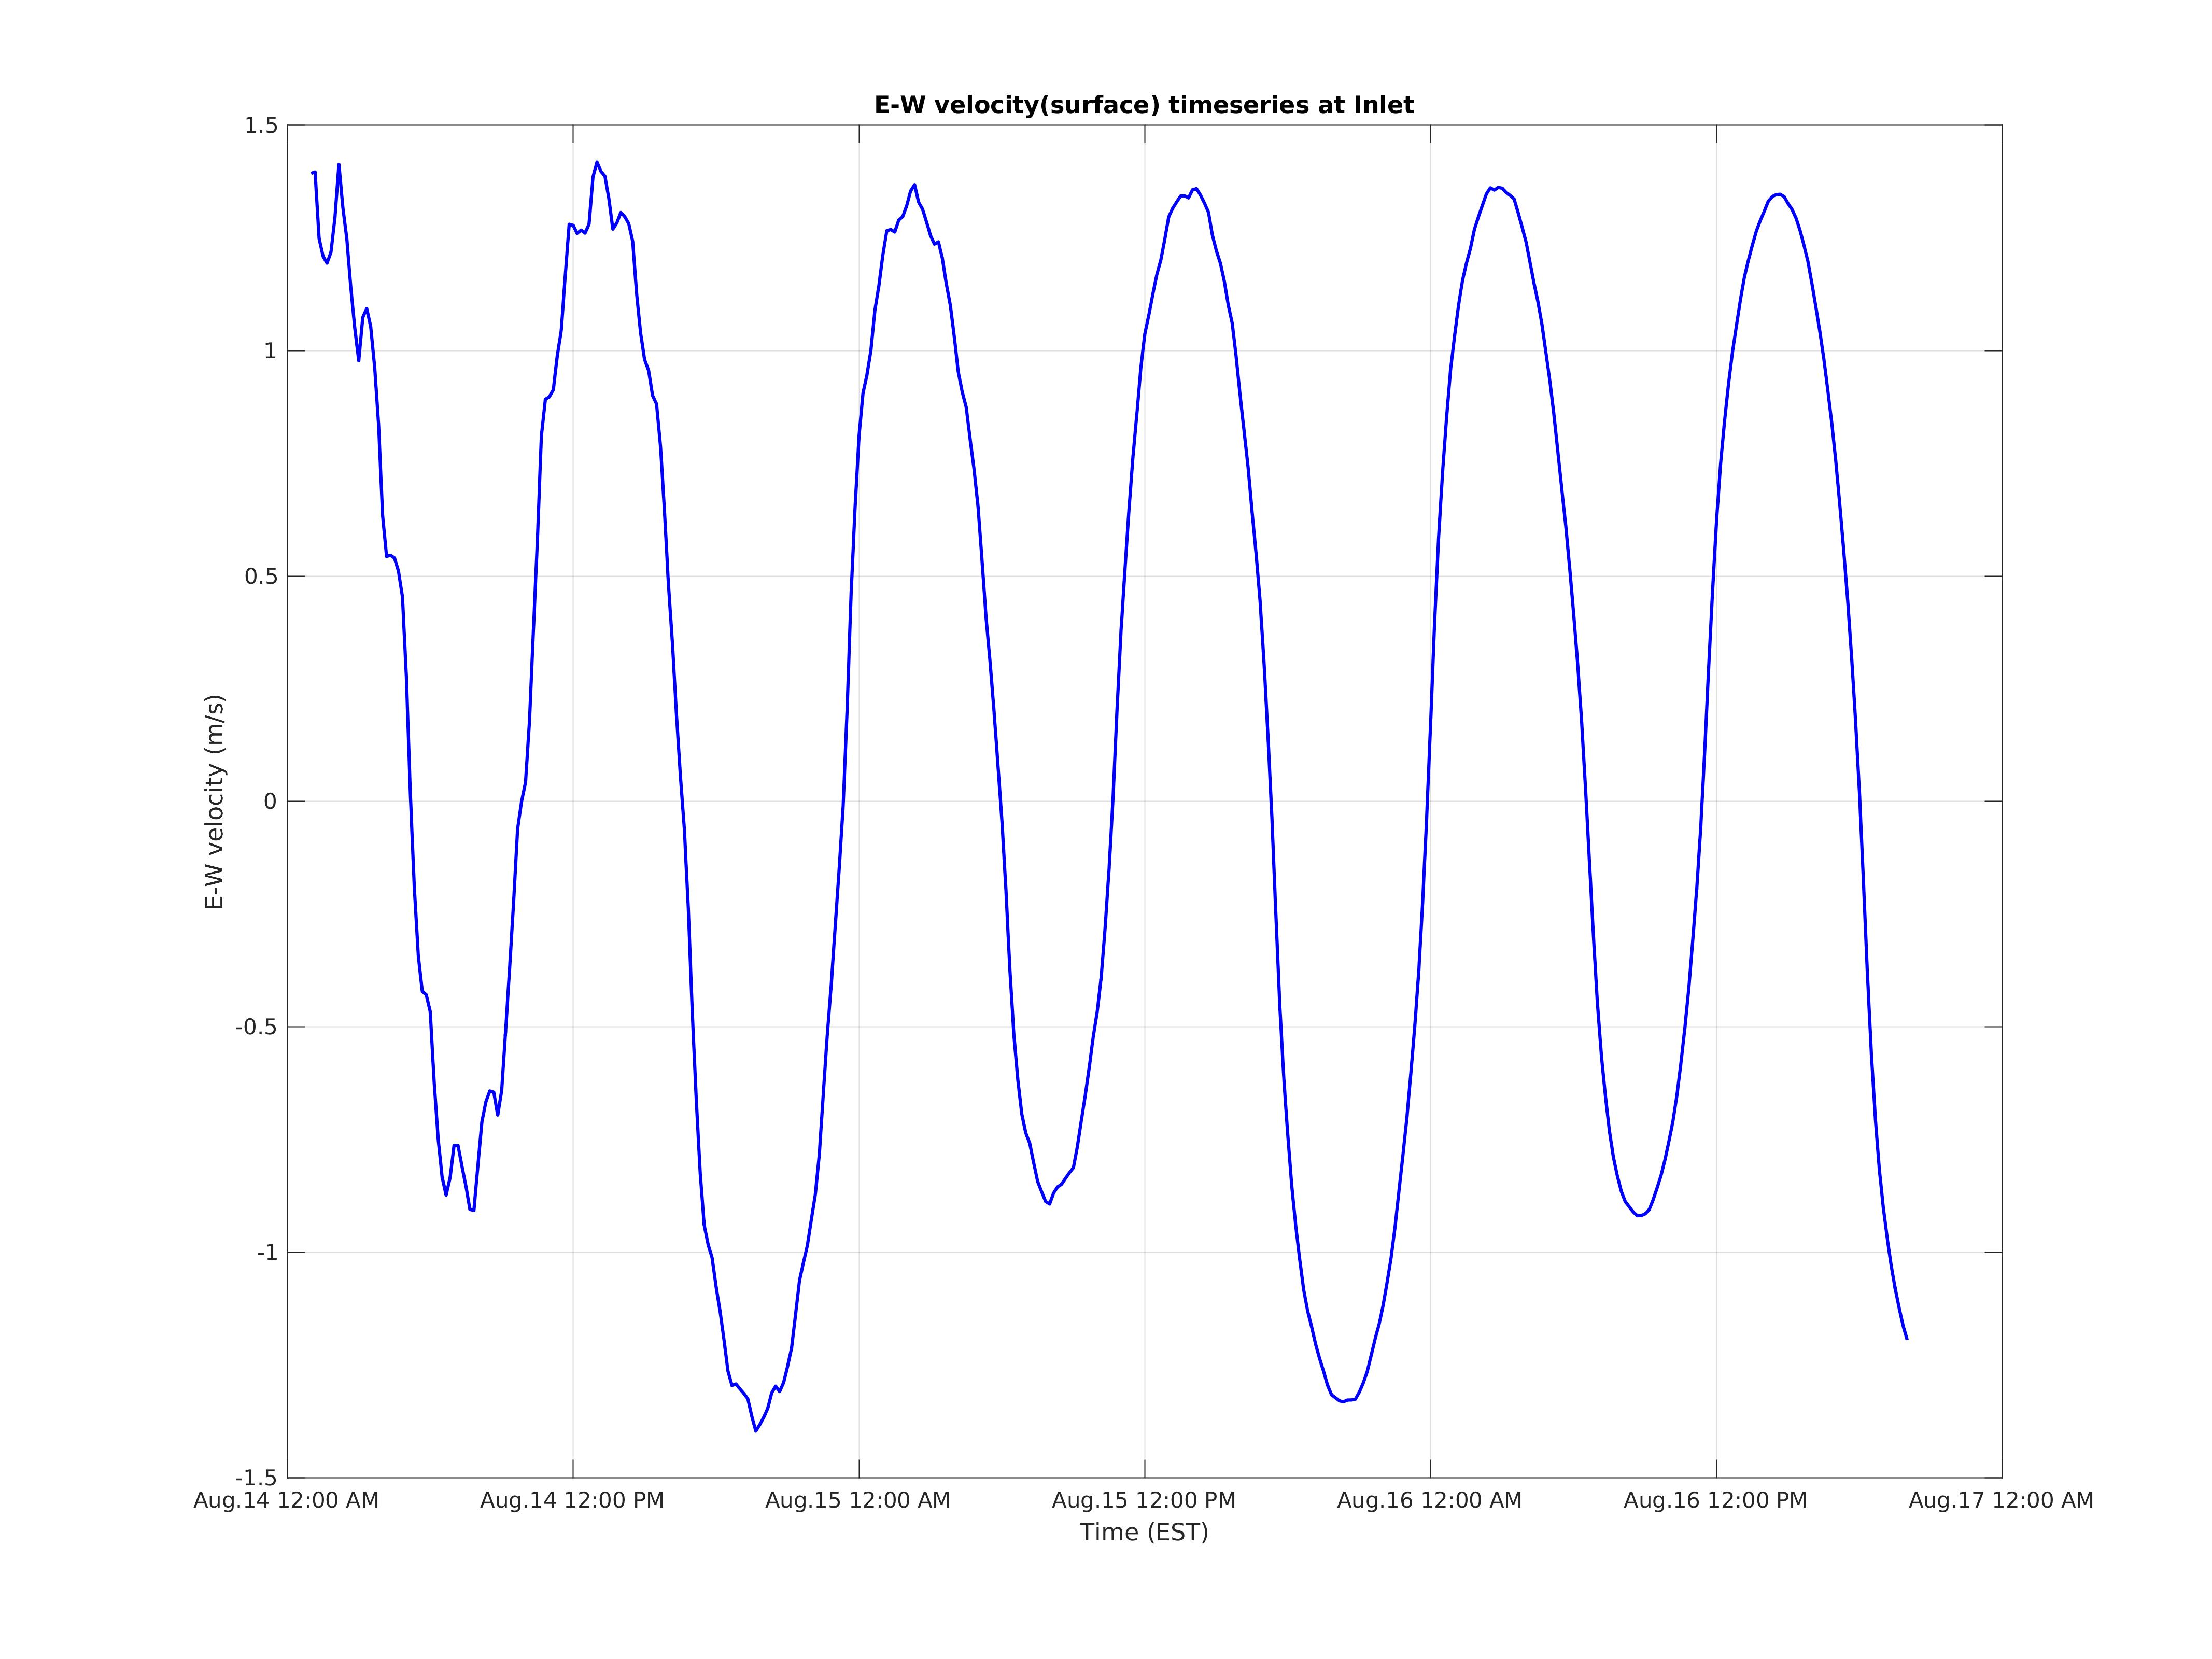 E-W velocity(surface) timeseries at Inlet
1.5
1
0.5
0
-0.5
-1
-1.5
E-W velocity (m/s)
Aug.14 12:00 AM
Aug.14 12:00 PM
Aug.15 12:00 AM
Aug.15 12:00 PM
Aug.16 12:00 AM
Aug.16 12:00 PM
Aug.17 12:00 AM
Time (EST)